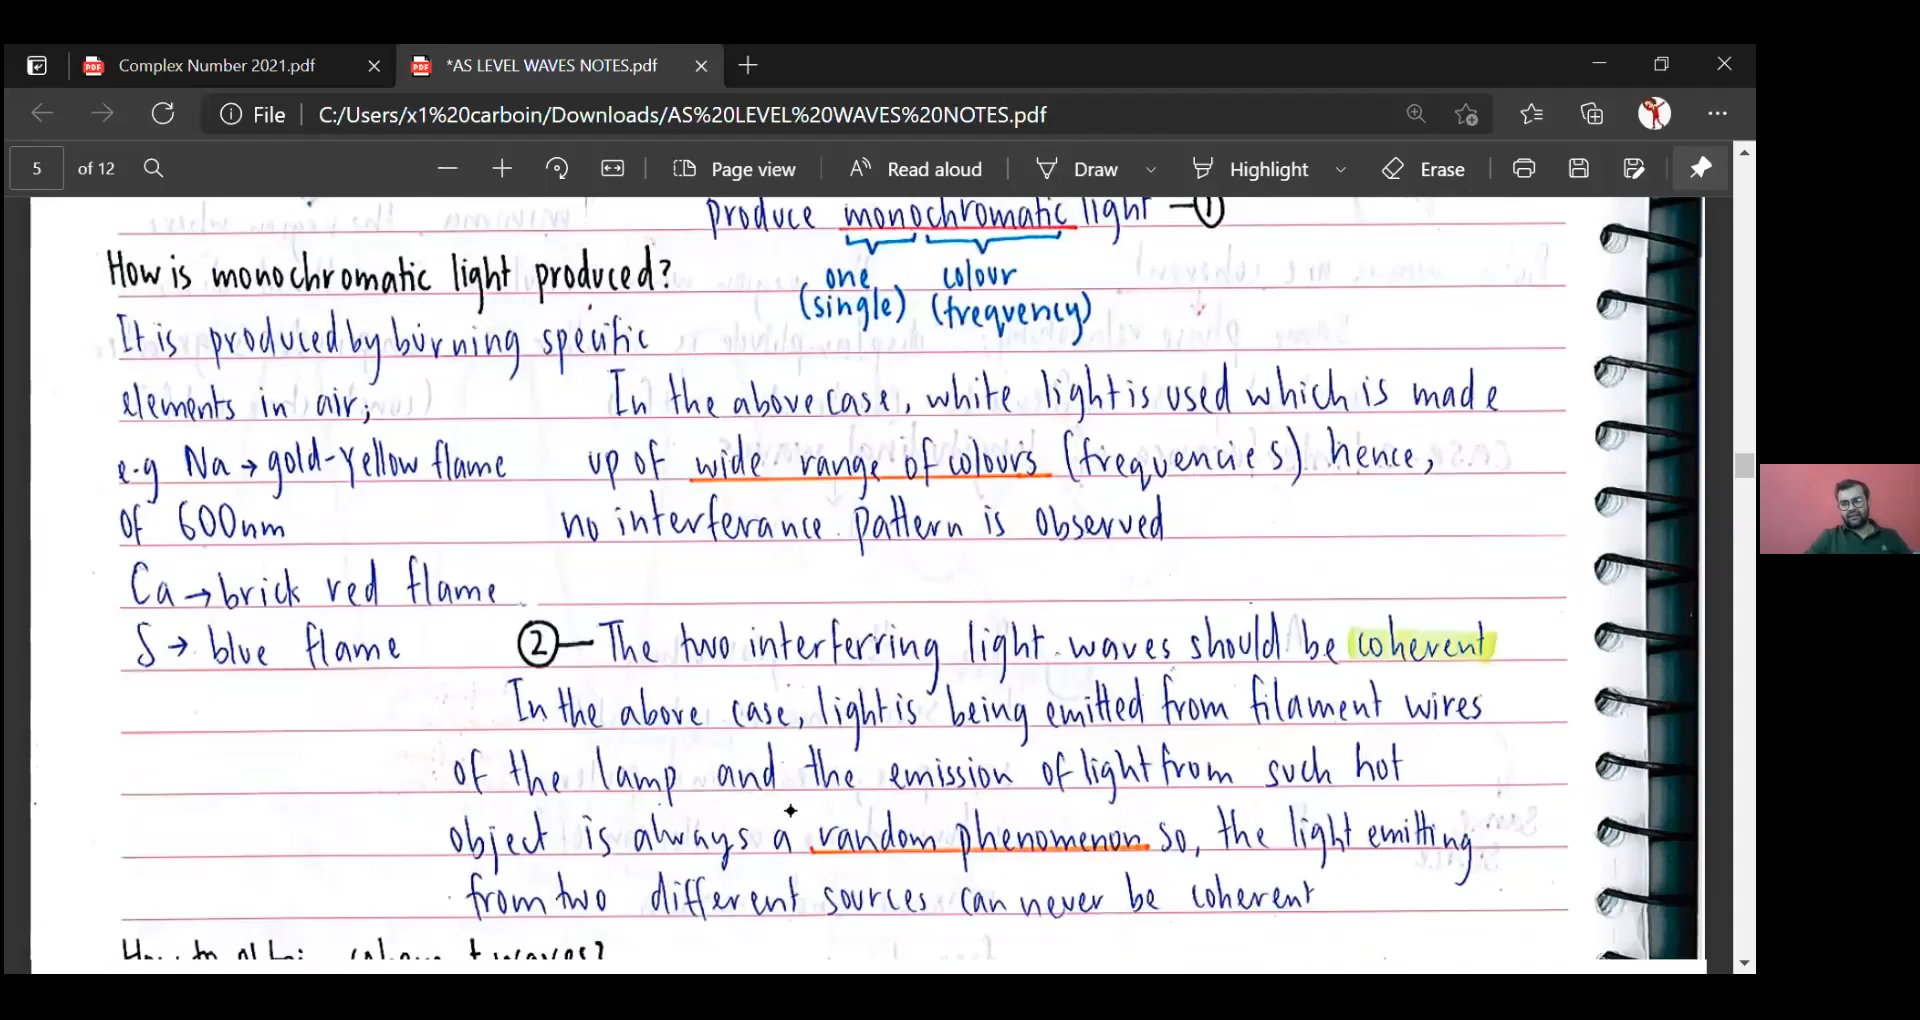 Complex Number 2021.pdf
*AS LEVEL WAVES NOTES.pdf
File
C:/Users/x1%20carboin/Downloads/AS%20LEVEL%20WAVES%20NOTES.pdf
5 of 12
Page view
Read aloud
Draw
Highlight
Erase
produce monochromatic light - ①
one colour
(single) (frequency)
How is monochromatic light produced?
It is produced by burning specific
elements in air;
e.g Na → gold-yellow flame
of 600nm
Ca → brick red flame
S → blue flame
In the above case, white light is used which is made
up of wide range of colours (frequencies) hence,
no interferance pattern is observed
② - The two interferring light waves should be coherent
In the above case, light is being emitted from filament wires
of the lamp and the emission of light from such hot
object is always a random phenomenon so, the light emitting
from two different sources can never be coherent